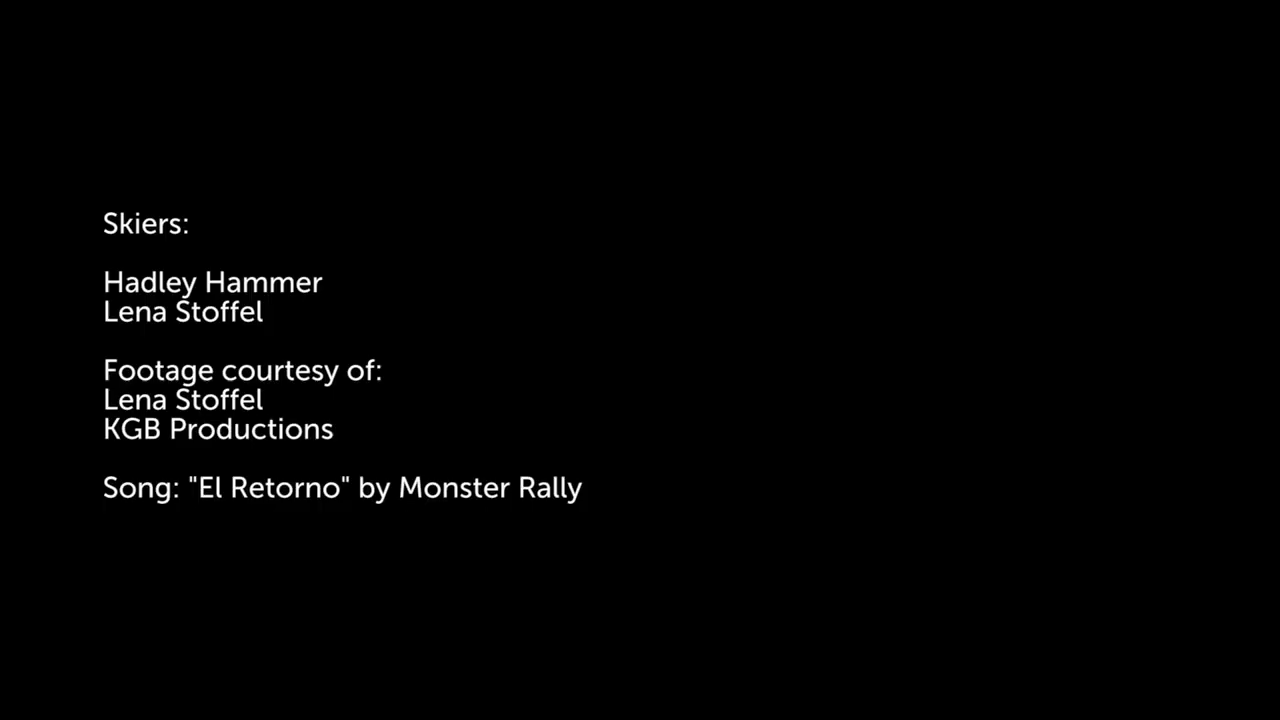 Skiers:
Hadley Hammer
Lena Stoffel
Footage courtesy of:
Lena Stoffel
KGB Productions
Song: "El Retorno" by Monster Rally